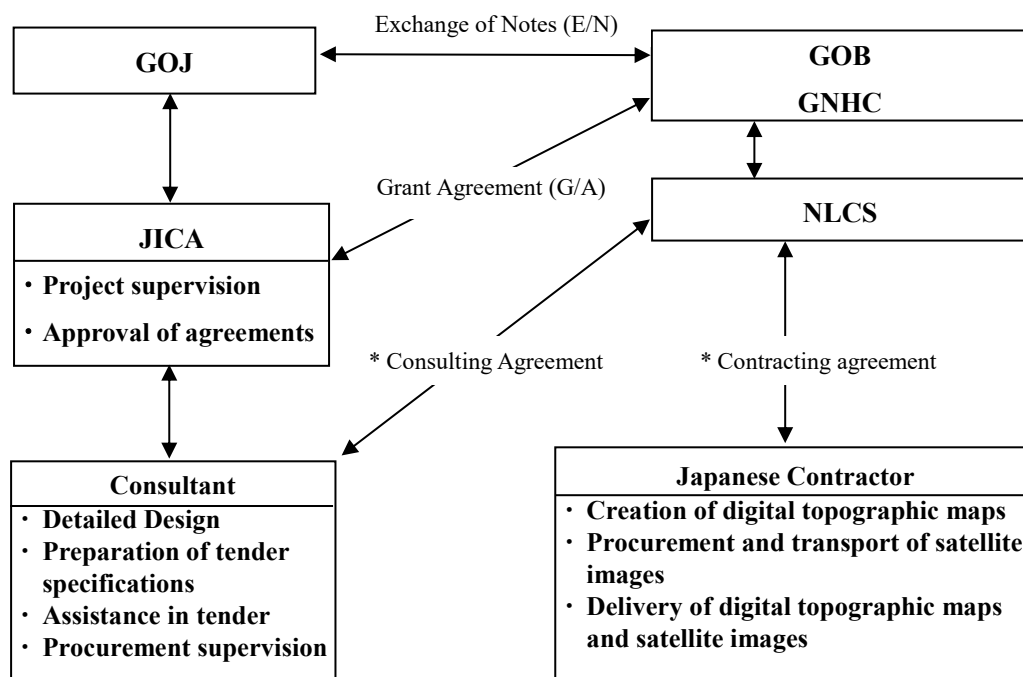 Exchange of Notes (E/N)
GOJ
GOB
GNHC
Grant Agreement (G/A)
NLCS
JICA
・Project supervision
・Approval of agreements
* Consulting Agreement
* Contracting agreement
Consultant
・Detailed Design
・Preparation of tender
specifications
・Assistance in tender
・Procurement supervision
Japanese Contractor
・Creation of digital topographic maps
・Procurement and transport of satellite
images
・Delivery of digital topographic maps
and satellite images